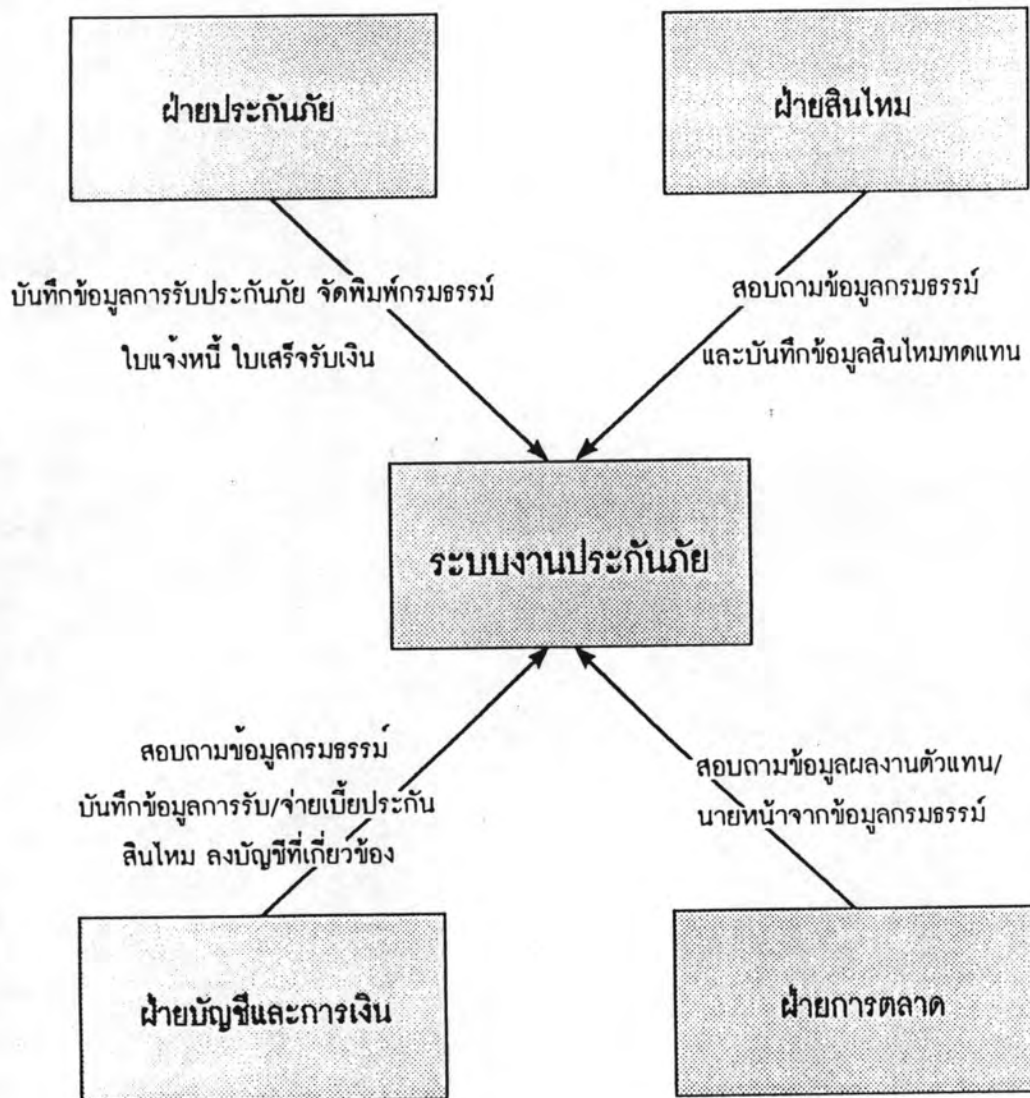 ฝ่ายประกันภัย
ฝ่ายสินไหม
บันทึกข้อมูลการรับประกันภัย จัดพิมพ์กรมธรรม์
ใบแจ้งหนี้ ใบเสร็จรับเงิน
สอบถามข้อมูลกรมธรรม์
และบันทึกข้อมูลสินไหมทดแทน
ระบบงานประกันภัย
สอบถามข้อมูลกรมธรรม์
บันทึกข้อมูลการรับ/จ่ายเบี้ยประกัน
สินไหม ลงบัญชีที่เกี่ยวข้อง
สอบถามข้อมูลผลงานตัวแทน/
นายหน้าจากข้อมูลกรมธรรม์
ฝ่ายบัญชีและการเงิน
ฝ่ายการตลาด